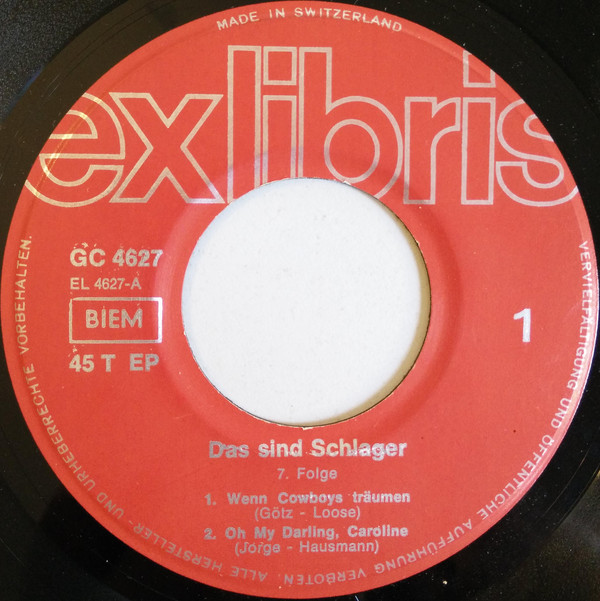 MADE IN SWITZERLAND
exlibris
GC 4627
EL 4627-A
BIEM
45 T EP
1
Das sind Schlager
7. Folge
1. Wenn Cowboys träumen
(Götz - Loose)
2. Oh My Darling, Caroline
(Jorge - Hausmann)
ALLE HERSTELLER- UND URHEBERRECHTE VORBEHALTEN.
VERVIELFÄLTIGUNG UND ÖFFENTLICHE AUFFÜHRUNG VERBOTEN.